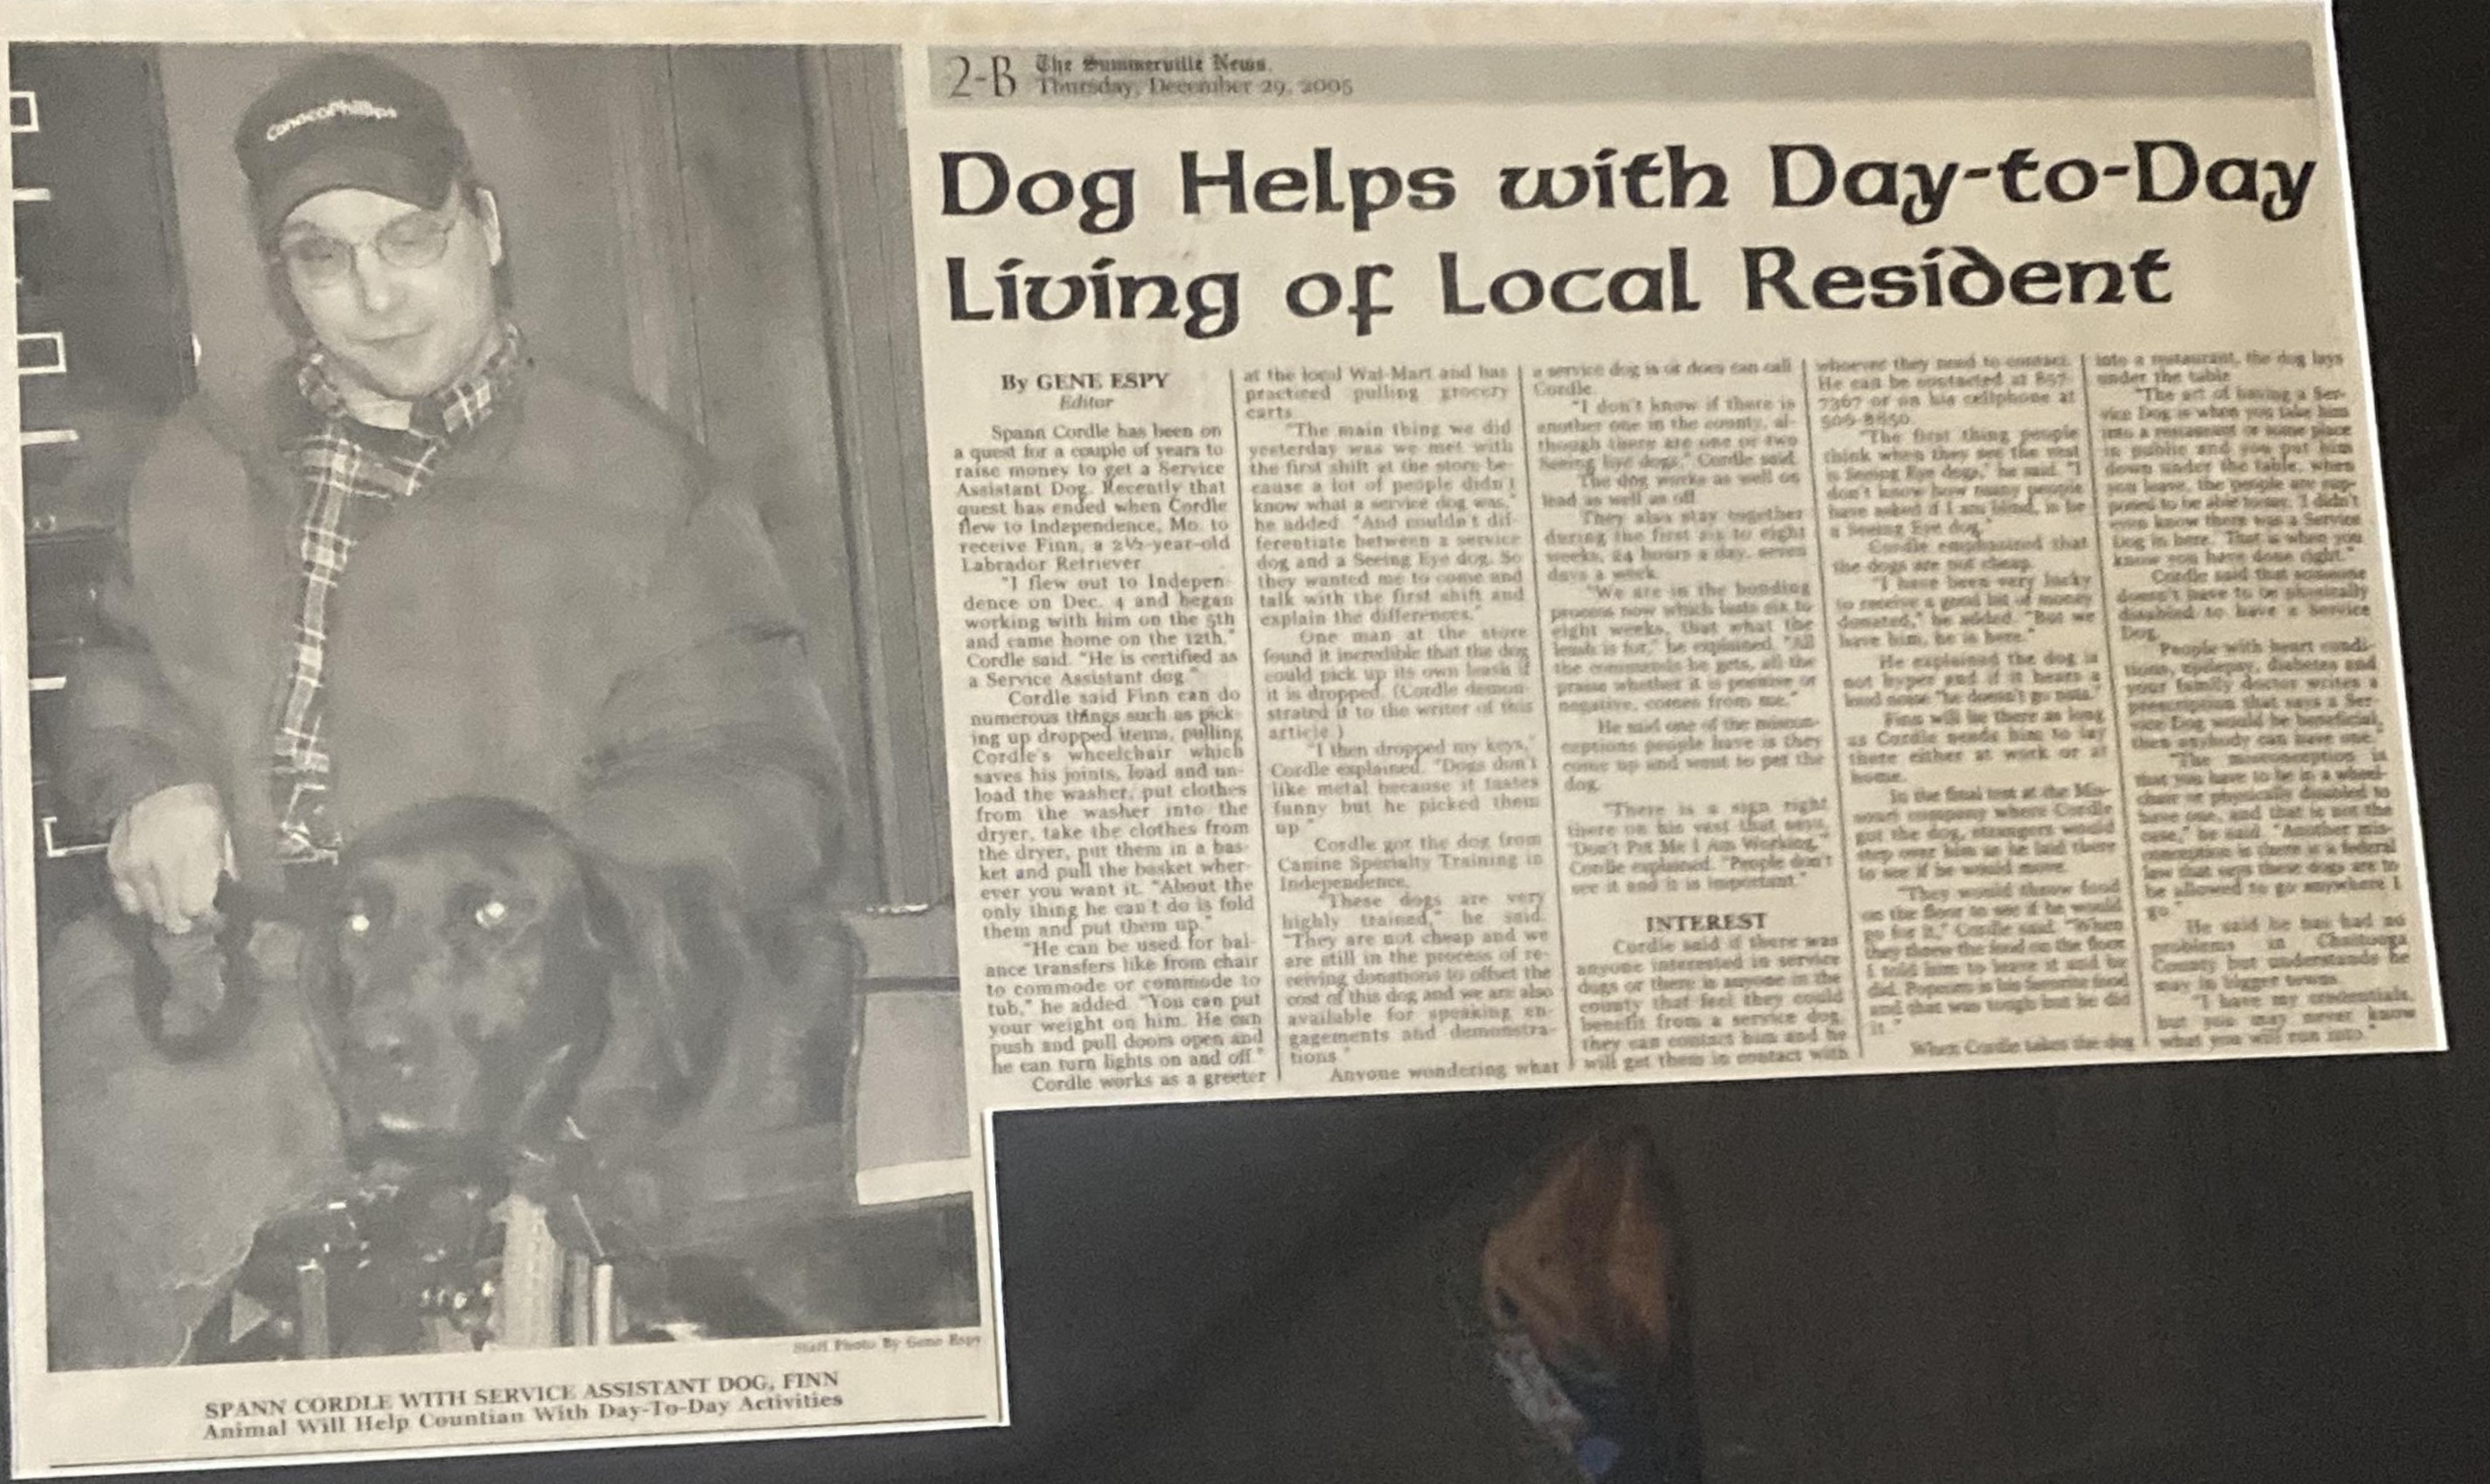 ConocoPhillips
2-B The Summerville News,
Thursday, December 29, 2005
Dog Helps with Day-to-Day
Living of Local Resident
By GENE ESPY
Editor
Spann Cordle has been on
a quest for a couple of years to
raise money to get a Service
Assistant Dog. Recently that
quest has ended when Cordle
flew to Independence, Mo. to
receive Finn, a 2½-year-old
Labrador Retriever.
"I flew out to Indepen-
dence on Dec. 4 and began
working with him on the 5th
and came home on the 12th,"
Cordle said. "He is certified as
a Service Assistant dog."
Cordle said Finn can do
numerous things such as pick-
ing up dropped items, pulling
Cordle's wheelchair which
saves his joints, load and un-
load the washer, put clothes
from the washer into the
dryer, take the clothes from
the dryer, put them in a bas-
ket and pull the basket wher-
ever you want it. "About the
only thing he can't do is fold
them and put them up."
"He can be used for bal-
ance transfers like from chair
to commode or commode to
tub," he added. "You can put
your weight on him. He can
push and pull doors open and
he can turn lights on and off."
Cordle works as a greeter
at the local Wal-Mart and has
practiced pulling grocery
carts.
"The main thing we did
yesterday was we met with
the first shift at the store be-
cause a lot of people didn't
know what a service dog was,"
he added. "And couldn't dif-
ferentiate between a service
dog and a Seeing Eye dog. So
they wanted me to come and
talk with the first shift and
explain the differences."
One man at the store
found it incredible that the dog
could pick up its own leash if
it is dropped. (Cordle demon-
strated it to the writer of this
article.)
"I then dropped my keys,"
Cordle explained. "Dogs don't
like metal because it tastes
funny but he picked them
up."
Cordle got the dog from
Canine Specialty Training in
Independence.
"These dogs are very
highly trained," he said.
"They are not cheap and we
are still in the process of re-
ceiving donations to offset the
cost of this dog and we are also
available for speaking en-
gagements and demonstra-
tions."
Anyone wondering what
a service dog is or does can call
Cordle.
"I don't know if there is
another one in the county, al-
though there are one or two
Seeing Eye dogs," Cordle said.
The dog works as well on
lead as well as off.
They also stay together
during the first six to eight
weeks, 24 hours a day, seven
days a week.
"We are in the bonding
process now which lasts six to
eight weeks, that what the
leash is for," he explained. "All
the commands he gets, all the
praise whether it is positive or
negative, comes from me."
He said one of the miscon-
ceptions people have is they
come up and want to pet the
dog.
"There is a sign right
there on his vest that says,
"Don't Pet Me I Am Working,"
Cordle explained. "People don't
see it and it is important."
INTEREST
Cordle said if there was
anyone interested in service
dogs or there is anyone in the
county that feel they could
benefit from a service dog,
they can contact him and he
will get them in contact with
whoever they need to contact.
He can be contacted at 857-
7367 or on his cellphone at
"The first thing people
think when they see the vest
is Seeing Eye dogs," he said. "I
don't know how many people
have asked if I am blind, is he
a Seeing Eye dog."
Cordle emphasized that
the dogs are not cheap.
"I have been very lucky
to receive a good bit of money
donated," he added. "But we
have him, he is here."
He explained the dog is
not hyper and if it hears a
loud noise "he doesn't go nuts."
Finn will be there as long
as Cordle needs him to lay
there either at work or at
home.
In the final test at the Mis-
souri company where Cordle
got the dog, strangers would
step over him as he laid there
to see if he would move.
"They would throw food
on the floor to see if he would
go for it," Cordle said. "When
they threw the food on the floor
I told him to leave it and he
did. Popcorn is his favorite food
and that was tough but he did
it."
When Cordle takes the dog
into a restaurant, the dog lays
under the table.
"The art of having a Ser-
vice Dog is when you take him
into a restaurant or some place
in public and you put him
down under the table, when
you leave, the people are sup-
posed to be able to say, 'I didn't
even know there was a Service
Dog in here.' That is when you
know you have done right."
Cordle said that someone
doesn't have to be physically
disabled to have a Service
Dog.
"People with heart condi-
tions, epilepsy, diabetes and
your family doctor writes a
prescription that says a Ser-
vice Dog would be beneficial,
then anybody can have one."
"The misconception is
that you have to be in a wheel-
chair or physically disabled to
have one, and that is not the
case," he said. "Another mis-
conception is there is a federal
law that says these dogs are to
be allowed to go anywhere I
go."
He said he has had no
problems in Chattooga
County but understands he
may in bigger towns.
"I have my credentials,
but you may never know
what you will run into."
Staff Photo By Gene Espy
SPANN CORDLE WITH SERVICE ASSISTANT DOG, FINN
Animal Will Help Countian With Day-To-Day Activities